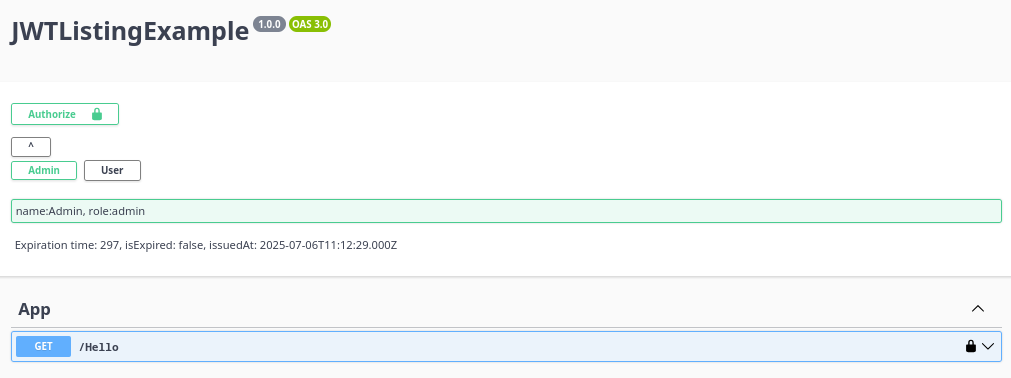 JWTListingExample 1.0.0 OAS 3.0
Authorize
^
Admin User
name:Admin, role:admin
Expiration time: 297, isExpired: false, issuedAt: 2025-07-06T11:12:29.000Z
App
GET /Hello